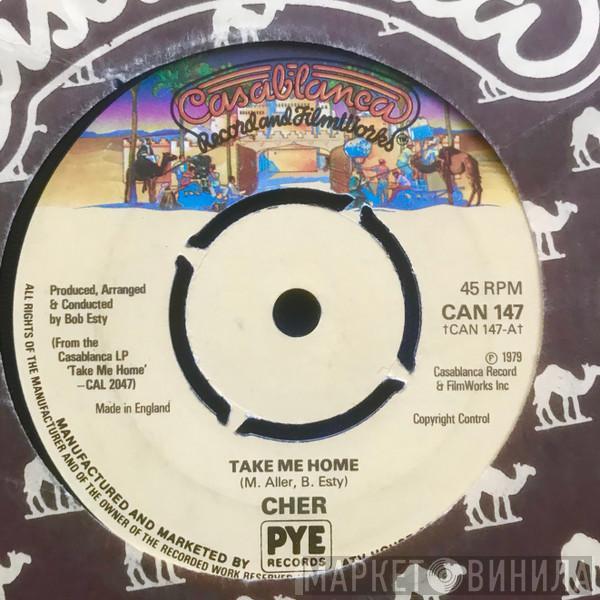 Casablanca
Record and FilmWorks
®
Produced, Arranged
& Conducted
by Bob Esty
(From the
Casablanca LP
'Take Me Home'
—CAL 2047)
Made in England
45 RPM
CAN 147
†CAN 147-A†
Ⓟ 1979
Casablanca Record
& FilmWorks Inc
Copyright Control
TAKE ME HOME
(M. Aller, B. Esty)
CHER
PYE
RECORDS
MANUFACTURED AND MARKETED BY
ALL RIGHTS OF THE MANUFACTURER AND OF THE OWNER OF THE RECORDED WORK RESERVED
HOUSE
МАРКЕТ ВИНИЛА